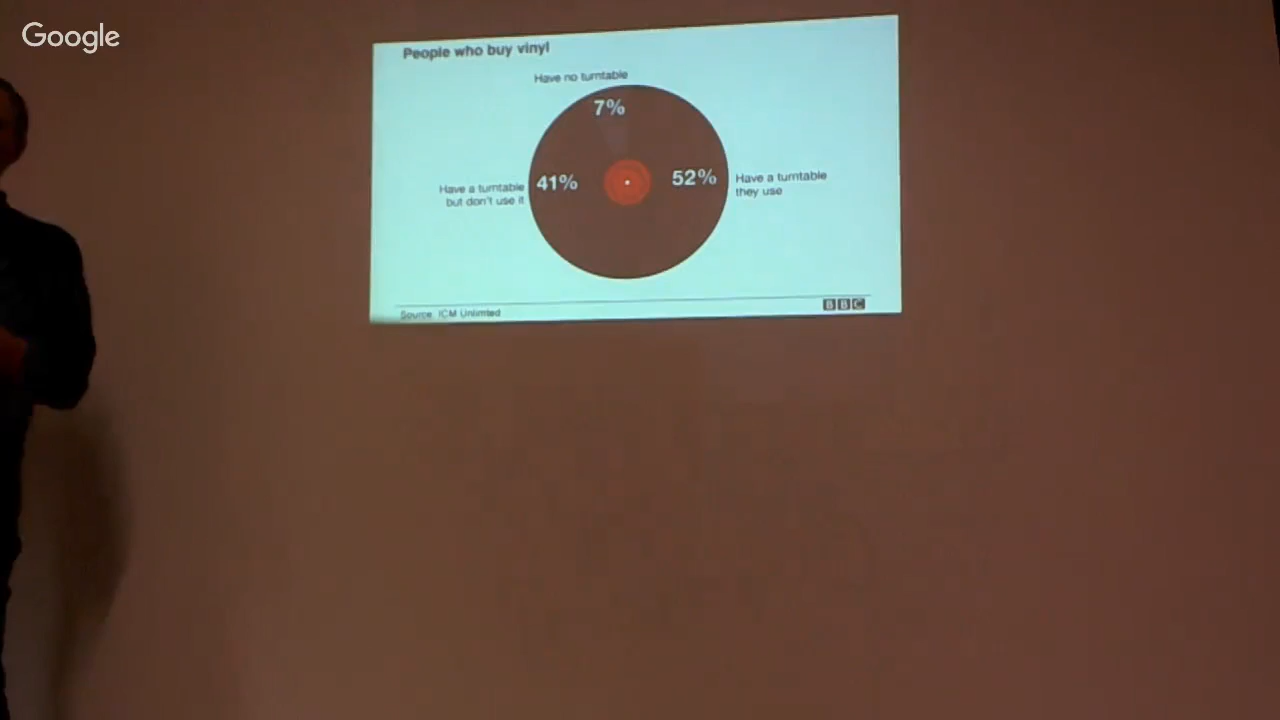 Google
People who buy vinyl
Have no turntable
7%
Have a turntable
but don't use it
41%
52%
Have a turntable
they use
Source: ICM Unlimited
BBC